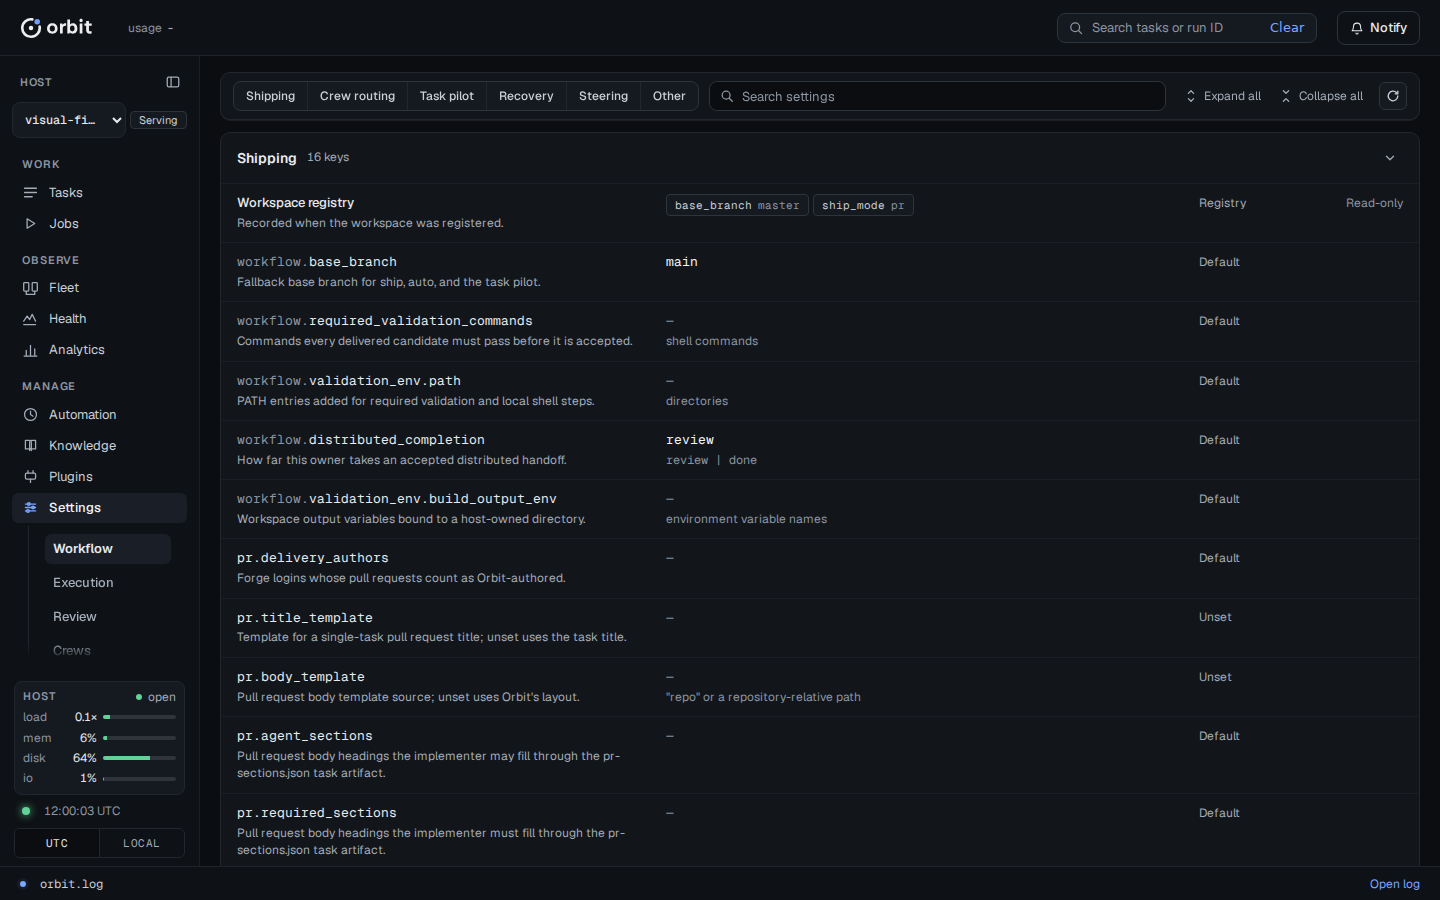 orbit
usage -
Search tasks or run ID
Clear
Notify
HOST
visual-fi…
Serving
WORK
Tasks
Jobs
OBSERVE
Fleet
Health
Analytics
MANAGE
Automation
Knowledge
Plugins
Settings
Workflow
Execution
Review
Crews
HOST
open
load 0.1×
mem 6%
disk 64%
io 1%
12:00:03 UTC
UTC
LOCAL
Shipping
Crew routing
Task pilot
Recovery
Steering
Other
Search settings
Expand all
Collapse all
Shipping 16 keys
Workspace registry
Recorded when the workspace was registered.
base_branch master
ship_mode pr
Registry
Read-only
workflow.base_branch
Fallback base branch for ship, auto, and the task pilot.
main
Default
workflow.required_validation_commands
Commands every delivered candidate must pass before it is accepted.
—
shell commands
Default
workflow.validation_env.path
PATH entries added for required validation and local shell steps.
—
directories
Default
workflow.distributed_completion
How far this owner takes an accepted distributed handoff.
review
review | done
Default
workflow.validation_env.build_output_env
Workspace output variables bound to a host-owned directory.
—
environment variable names
Default
pr.delivery_authors
Forge logins whose pull requests count as Orbit-authored.
—
Default
pr.title_template
Template for a single-task pull request title; unset uses the task title.
—
Unset
pr.body_template
Pull request body template source; unset uses Orbit's layout.
—
"repo" or a repository-relative path
Unset
pr.agent_sections
Pull request body headings the implementer may fill through the pr-
sections.json task artifact.
—
Default
pr.required_sections
Pull request body headings the implementer must fill through the pr-
sections.json task artifact.
—
Default
orbit.log
Open log